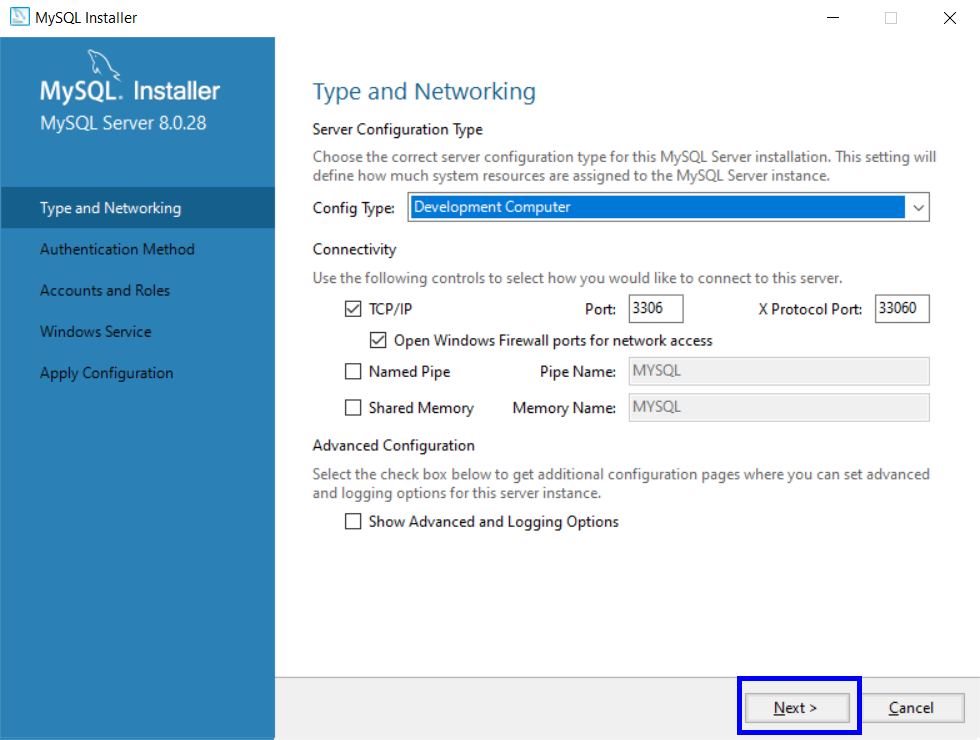 MySQL Installer
MySQL. Installer
MySQL Server 8.0.28
Type and Networking
Authentication Method
Accounts and Roles
Windows Service
Apply Configuration
Type and Networking
Server Configuration Type
Choose the correct server configuration type for this MySQL Server installation. This setting will
define how much system resources are assigned to the MySQL Server instance.
Config Type: Development Computer
Connectivity
Use the following controls to select how you would like to connect to this server.
TCP/IP Port: 3306 X Protocol Port: 33060
Open Windows Firewall ports for network access
Named Pipe Pipe Name: MYSQL
Shared Memory Memory Name: MYSQL
Advanced Configuration
Select the check box below to get additional configuration pages where you can set advanced
and logging options for this server instance.
Show Advanced and Logging Options
Next > Cancel